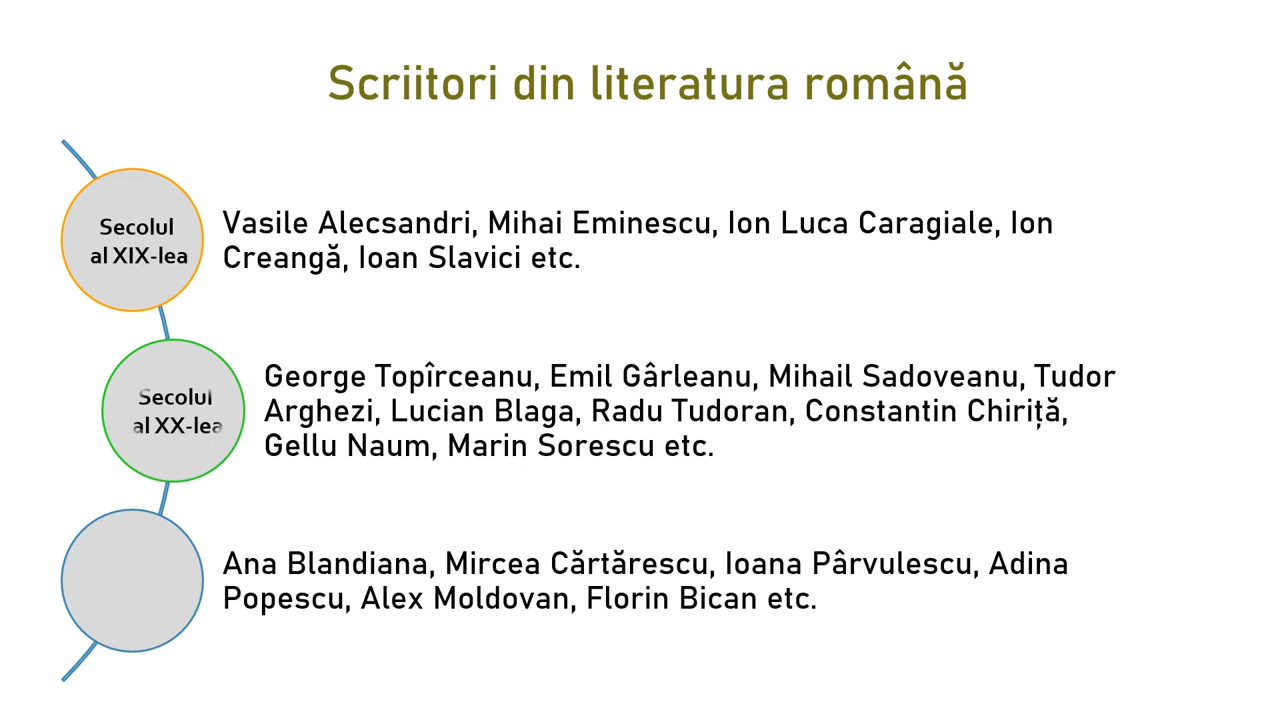 Scriitori din literatura română
Secolul
al XIX-lea
Vasile Alecsandri, Mihai Eminescu, Ion Luca Caragiale, Ion
Creangă, Ioan Slavici etc.
Secolul
al XX-lea
George Topîrceanu, Emil Gârleanu, Mihail Sadoveanu, Tudor
Arghezi, Lucian Blaga, Radu Tudoran, Constantin Chiriță,
Gellu Naum, Marin Sorescu etc.
Ana Blandiana, Mircea Cărtărescu, Ioana Pârvulescu, Adina
Popescu, Alex Moldovan, Florin Bican etc.